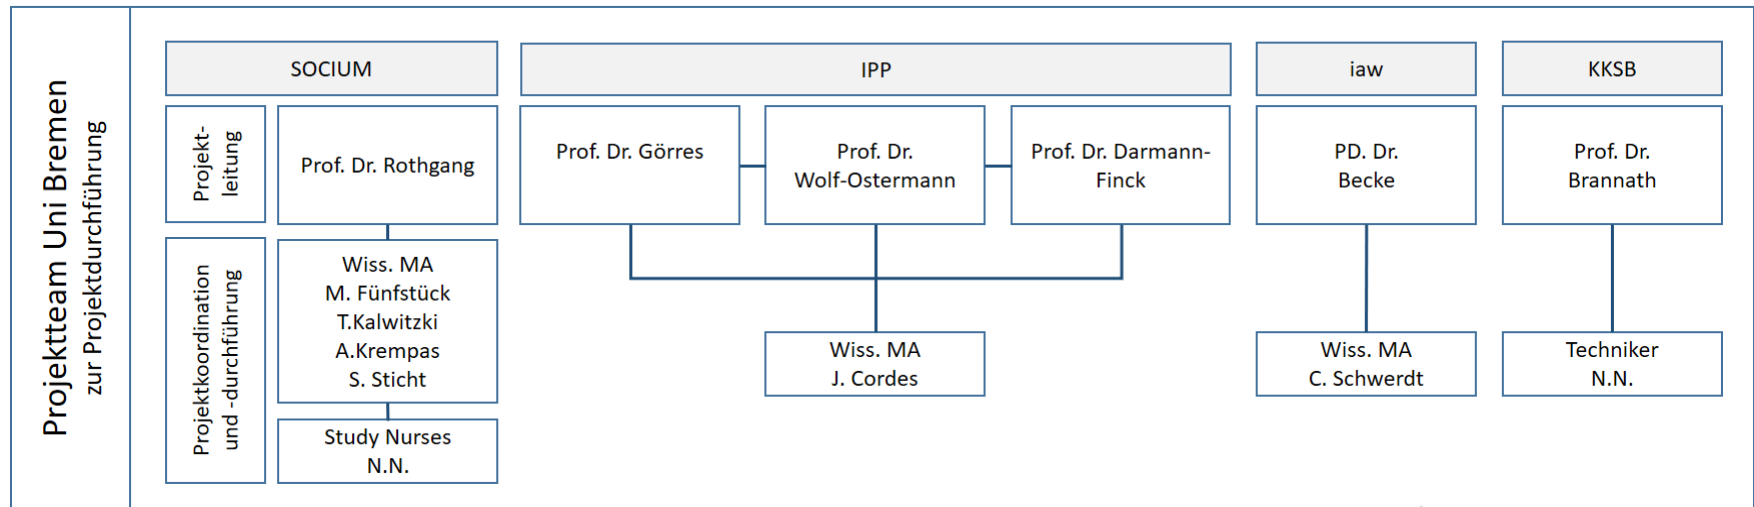 Projektteam Uni Bremen
zur Projektdurchführung
SOCIUM
IPP
iaw
KKSB
Projekt-
leitung
Prof. Dr. Rothgang
Prof. Dr. Görres
Prof. Dr.
Wolf-Ostermann
Prof. Dr. Darmann-
Finck
PD. Dr.
Becke
Prof. Dr.
Brannath
Projektkoordination
und -durchführung
Wiss. MA
M. Fünfstück
T.Kalwitzki
A.Krempas
S. Sticht
Study Nurses
N.N.
Wiss. MA
J. Cordes
Wiss. MA
C. Schwerdt
Techniker
N.N.